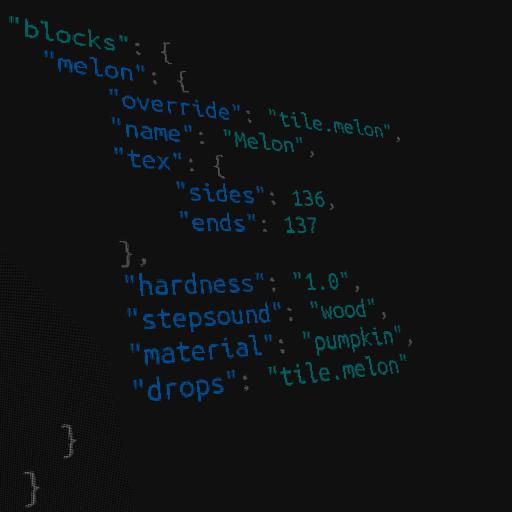 "blocks": {
"melon": {
"override": "tile.melon",
"name": "Melon",
"tex": {
"sides": 136,
"ends": 137
},
"hardness": "1.0",
"stepsound": "wood",
"material": "pumpkin",
"drops": "tile.melon"
}
}